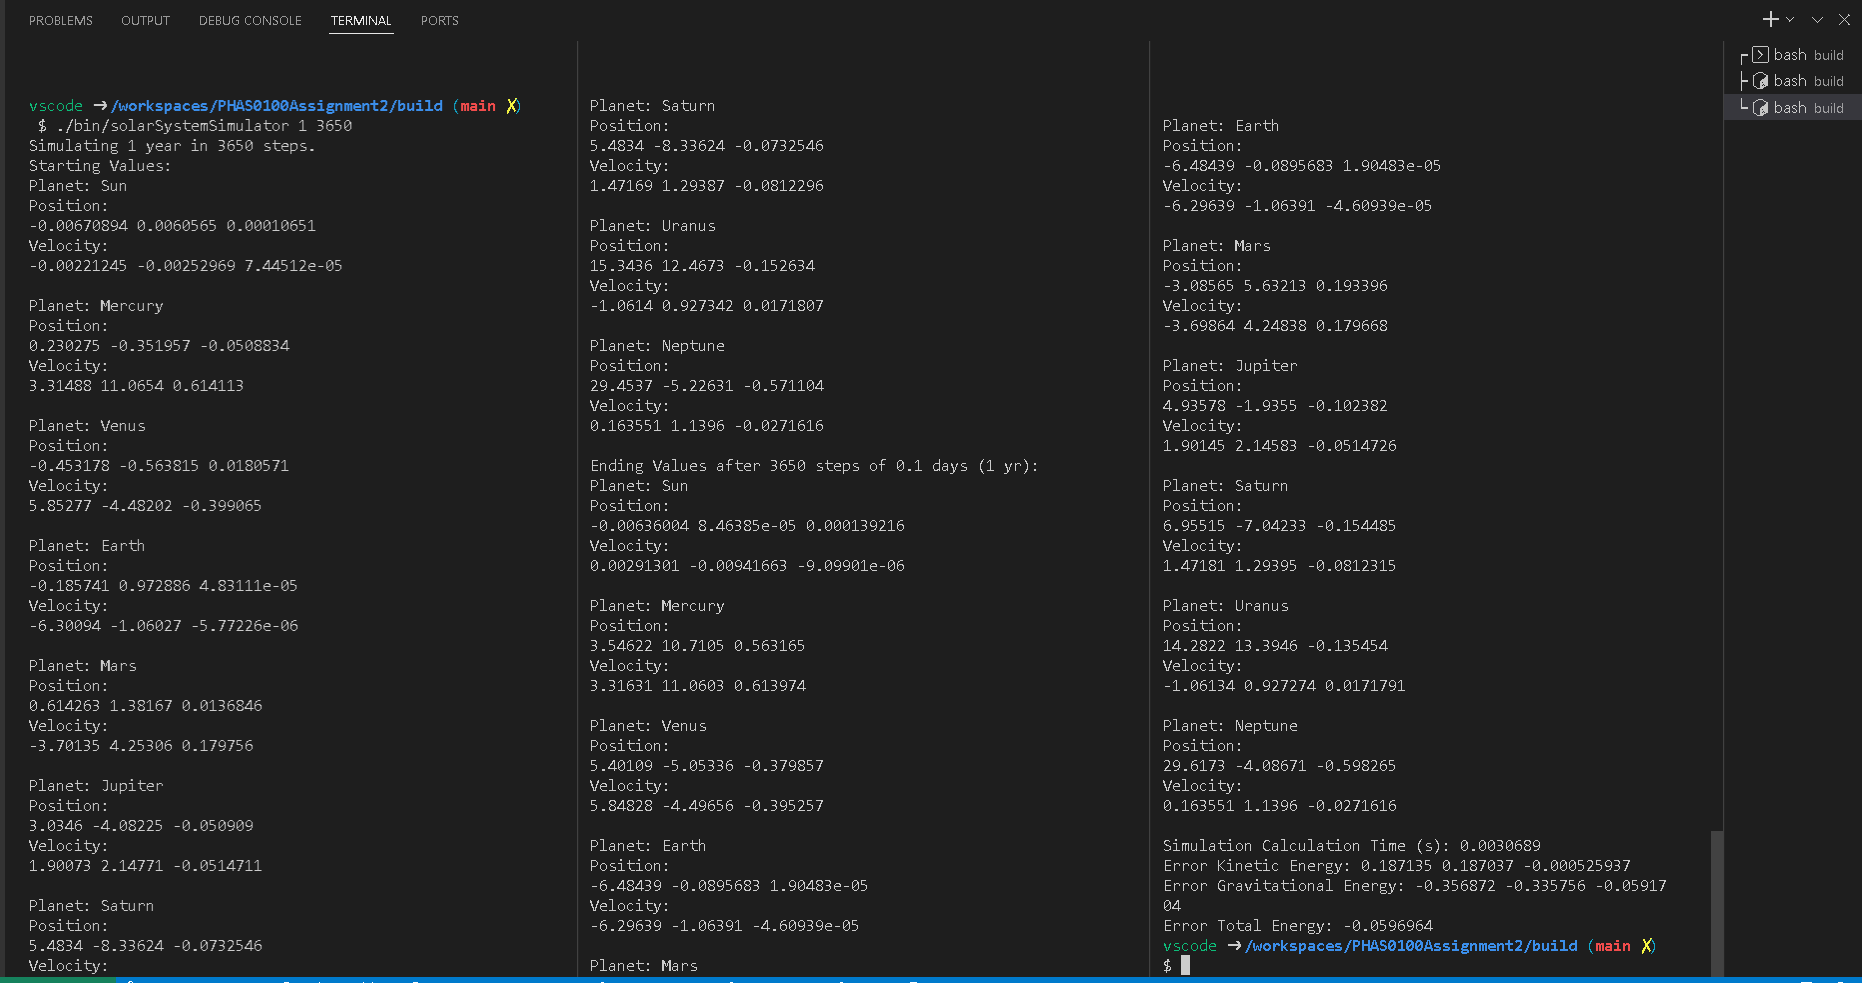 PROBLEMS OUTPUT DEBUG CONSOLE TERMINAL PORTS
vscode ➜ /workspaces/PHAS0100Assignment2/build (main ✗)
$ ./bin/solarSystemSimulator 1 3650
Simulating 1 year in 3650 steps.
Starting Values:
Planet: Sun
Position:
-0.00670894 0.0060565 0.00010651
Velocity:
-0.00221245 -0.00252969 7.44512e-05
Planet: Mercury
Position:
0.230275 -0.351957 -0.0508834
Velocity:
3.31488 11.0654 0.614113
Planet: Venus
Position:
-0.453178 -0.563815 0.0180571
Velocity:
5.85277 -4.48202 -0.399065
Planet: Earth
Position:
-0.185741 0.972886 4.83111e-05
Velocity:
-6.30094 -1.06027 -5.77226e-06
Planet: Mars
Position:
0.614263 1.38167 0.0136846
Velocity:
-3.70135 4.25306 0.179756
Planet: Jupiter
Position:
3.0346 -4.08225 -0.050909
Velocity:
1.90073 2.14771 -0.0514711
Planet: Saturn
Position:
5.4834 -8.33624 -0.0732546
Velocity:
Planet: Saturn
Position:
5.4834 -8.33624 -0.0732546
Velocity:
1.47169 1.29387 -0.0812296
Planet: Uranus
Position:
15.3436 12.4673 -0.152634
Velocity:
-1.0614 0.927342 0.0171807
Planet: Neptune
Position:
29.4537 -5.22631 -0.571104
Velocity:
0.163551 1.1396 -0.0271616
Ending Values after 3650 steps of 0.1 days (1 yr):
Planet: Sun
Position:
-0.00636004 8.46385e-05 0.000139216
Velocity:
0.00291301 -0.00941663 -9.09901e-06
Planet: Mercury
Position:
3.54622 10.7105 0.563165
Velocity:
3.31631 11.0603 0.613974
Planet: Venus
Position:
5.40109 -5.05336 -0.379857
Velocity:
5.84828 -4.49656 -0.395257
Planet: Earth
Position:
-6.48439 -0.0895683 1.90483e-05
Velocity:
-6.29639 -1.06391 -4.60939e-05
Planet: Mars
Planet: Earth
Position:
-6.48439 -0.0895683 1.90483e-05
Velocity:
-6.29639 -1.06391 -4.60939e-05
Planet: Mars
Position:
-3.08565 5.63213 0.193396
Velocity:
-3.69864 4.24838 0.179668
Planet: Jupiter
Position:
4.93578 -1.9355 -0.102382
Velocity:
1.90145 2.14583 -0.0514726
Planet: Saturn
Position:
6.95515 -7.04233 -0.154485
Velocity:
1.47181 1.29395 -0.0812315
Planet: Uranus
Position:
14.2822 13.3946 -0.135454
Velocity:
-1.06134 0.927274 0.0171791
Planet: Neptune
Position:
29.6173 -4.08671 -0.598265
Velocity:
0.163551 1.1396 -0.0271616
Simulation Calculation Time (s): 0.0030689
Error Kinetic Energy: 0.187135 0.187037 -0.000525937
Error Gravitational Energy: -0.356872 -0.335756 -0.05917
04
Error Total Energy: -0.0596964
vscode ➜ /workspaces/PHAS0100Assignment2/build (main ✗)
$
bash build
bash build
bash build